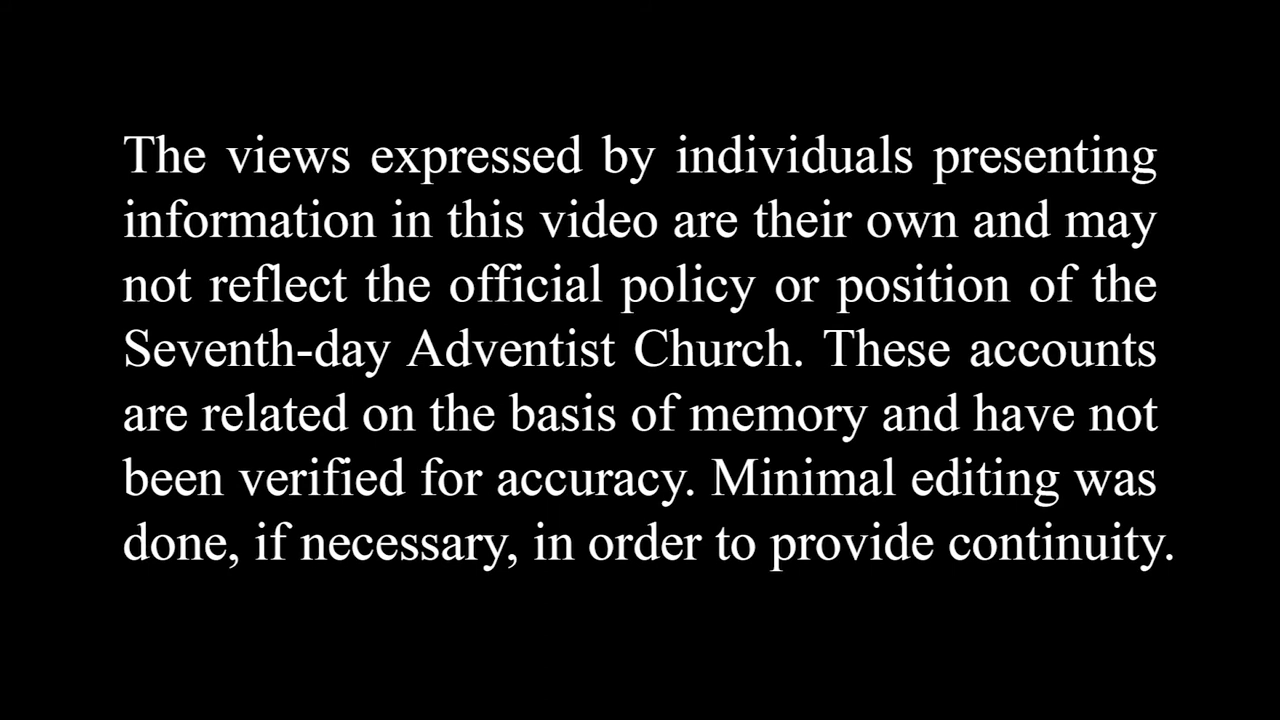 The views expressed by individuals presenting
information in this video are their own and may
not reflect the official policy or position of the
Seventh-day Adventist Church. These accounts
are related on the basis of memory and have not
been verified for accuracy. Minimal editing was
done, if necessary, in order to provide continuity.